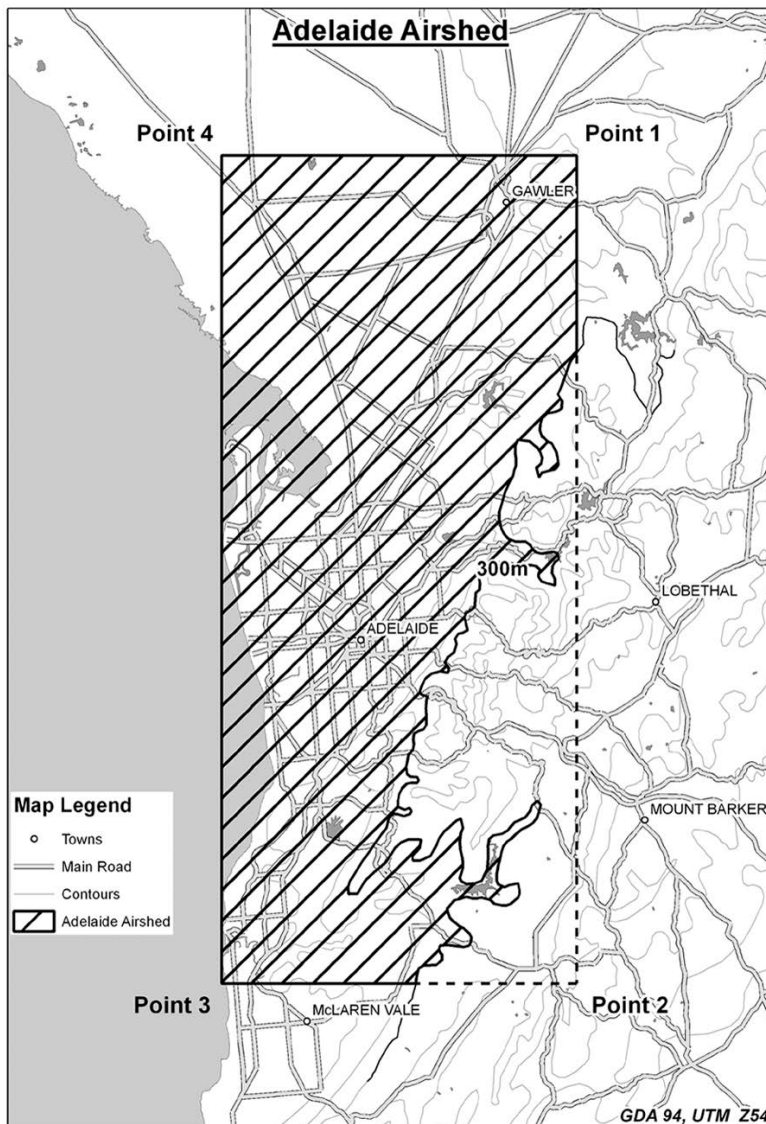 Adelaide Airshed
Point 4
Point 1
GAWLER
300m
LOBETHAL
ADELAIDE
Map Legend
Towns
Main Road
Contours
Adelaide Airshed
MOUNT BARKER
Point 3
Point 2
McLAREN VALE
GDA 94, UTM Z54